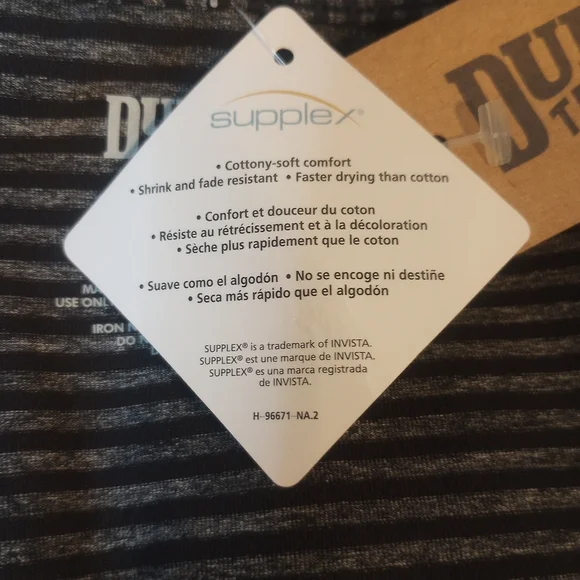 DU
DU
T
supplex®
• Cottony-soft comfort
• Shrink and fade resistant • Faster drying than cotton
• Confort et douceur du coton
• Résiste au rétrécissement et à la décoloration
• Sèche plus rapidement que le coton
• Suave como el algodón • No se encoge ni destiñe
• Seca más rápido que el algodón
USE ONL
IRON
DO
SUPPLEX® is a trademark of INVISTA.
SUPPLEX® est une marque de INVISTA.
SUPPLEX® es una marca registrada
de INVISTA.
H-96671-NA.2